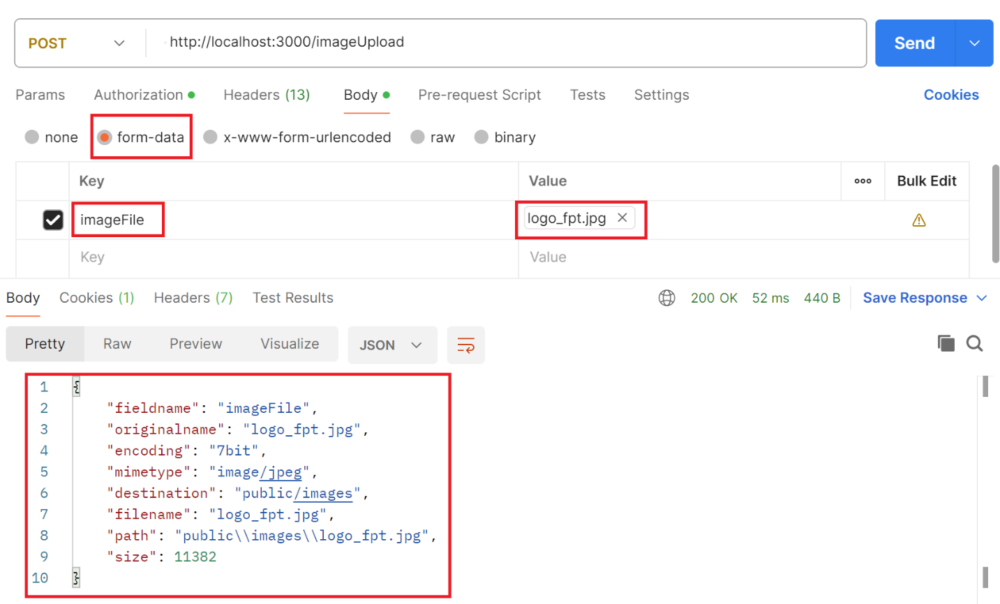 POST http://localhost:3000/imageUpload Send
Params Authorization Headers (13) Body Pre-request Script Tests Settings Cookies
none form-data x-www-form-urlencoded raw binary
Key Value ooo Bulk Edit
imageFile logo_fpt.jpg
Key Value
Body Cookies (1) Headers (7) Test Results 200 OK 52 ms 440 B Save Response
Pretty Raw Preview Visualize JSON
1 {
2 "fieldname": "imageFile",
3 "originalname": "logo_fpt.jpg",
4 "encoding": "7bit",
5 "mimetype": "image/jpeg",
6 "destination": "public/images",
7 "filename": "logo_fpt.jpg",
8 "path": "public\\images\\logo_fpt.jpg",
9 "size": 11382
10 }